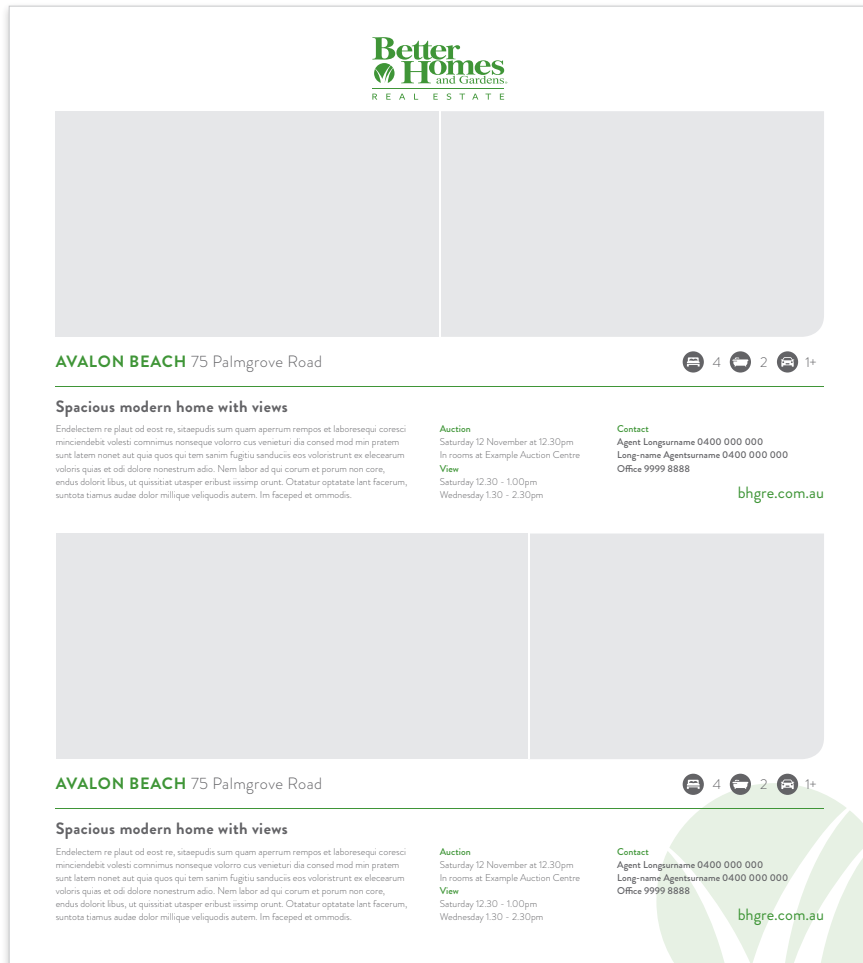 Better
Homes
and Gardens®
REAL ESTATE
AVALON BEACH 75 Palmgrove Road 4 2 1+
Spacious modern home with views
Endelectem re plaut od eost re, sitaepudis sum quam aperrum rempos et laboresequi coresci
minciendebit volesti comnimus nonseque volorro cus venieturi dia consed mod min pratem
sunt latem nonet aut quia quos qui tem sanim fugitiu sanduciis eos voloristrunt ex elecearum
voloris quias et odi dolore nonestrum adio. Nem labor ad qui corum et porum non core,
endus dolorit libus, ut quissitiat utasper eribust iissimp orunt. Otatatur optatate lant facerum,
suntota tiamus audae dolor millique veliquodis autem. Im faceped et ommodis.
Auction
Saturday 12 November at 12.30pm
In rooms at Example Auction Centre
View
Saturday 12.30 - 1.00pm
Wednesday 1.30 - 2.30pm
Contact
Agent Longsurname 0400 000 000
Long-name Agentsurname 0400 000 000
Office 9999 8888
bhgre.com.au
AVALON BEACH 75 Palmgrove Road 4 2 1+
Spacious modern home with views
Endelectem re plaut od eost re, sitaepudis sum quam aperrum rempos et laboresequi coresci
minciendebit volesti comnimus nonseque volorro cus venieturi dia consed mod min pratem
sunt latem nonet aut quia quos qui tem sanim fugitiu sanduciis eos voloristrunt ex elecearum
voloris quias et odi dolore nonestrum adio. Nem labor ad qui corum et porum non core,
endus dolorit libus, ut quissitiat utasper eribust iissimp orunt. Otatatur optatate lant facerum,
suntota tiamus audae dolor millique veliquodis autem. Im faceped et ommodis.
Auction
Saturday 12 November at 12.30pm
In rooms at Example Auction Centre
View
Saturday 12.30 - 1.00pm
Wednesday 1.30 - 2.30pm
Contact
Agent Longsurname 0400 000 000
Long-name Agentsurname 0400 000 000
Office 9999 8888
bhgre.com.au